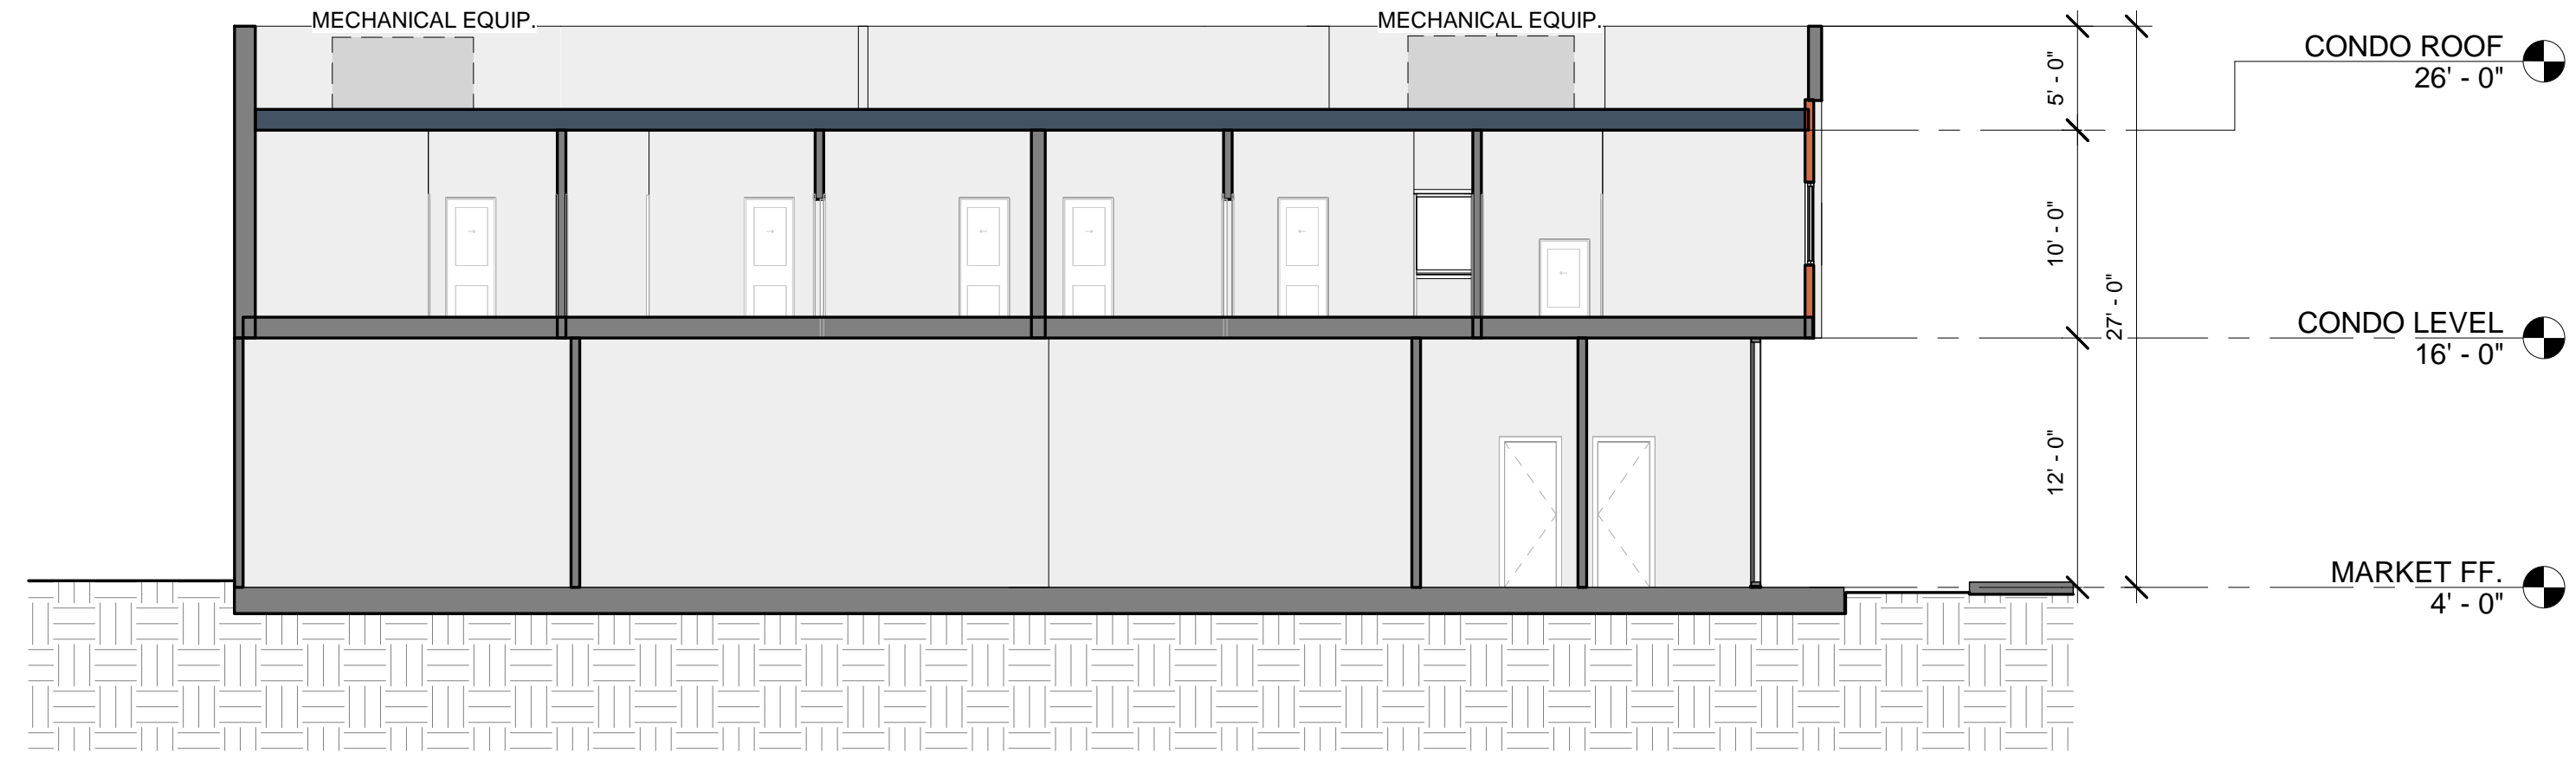 MECHANICAL EQUIP.
MECHANICAL EQUIP.
CONDO ROOF
26' - 0"
5' - 0"
10' - 0"
27' - 0"
CONDO LEVEL
16' - 0"
12' - 0"
MARKET FF.
4' - 0"